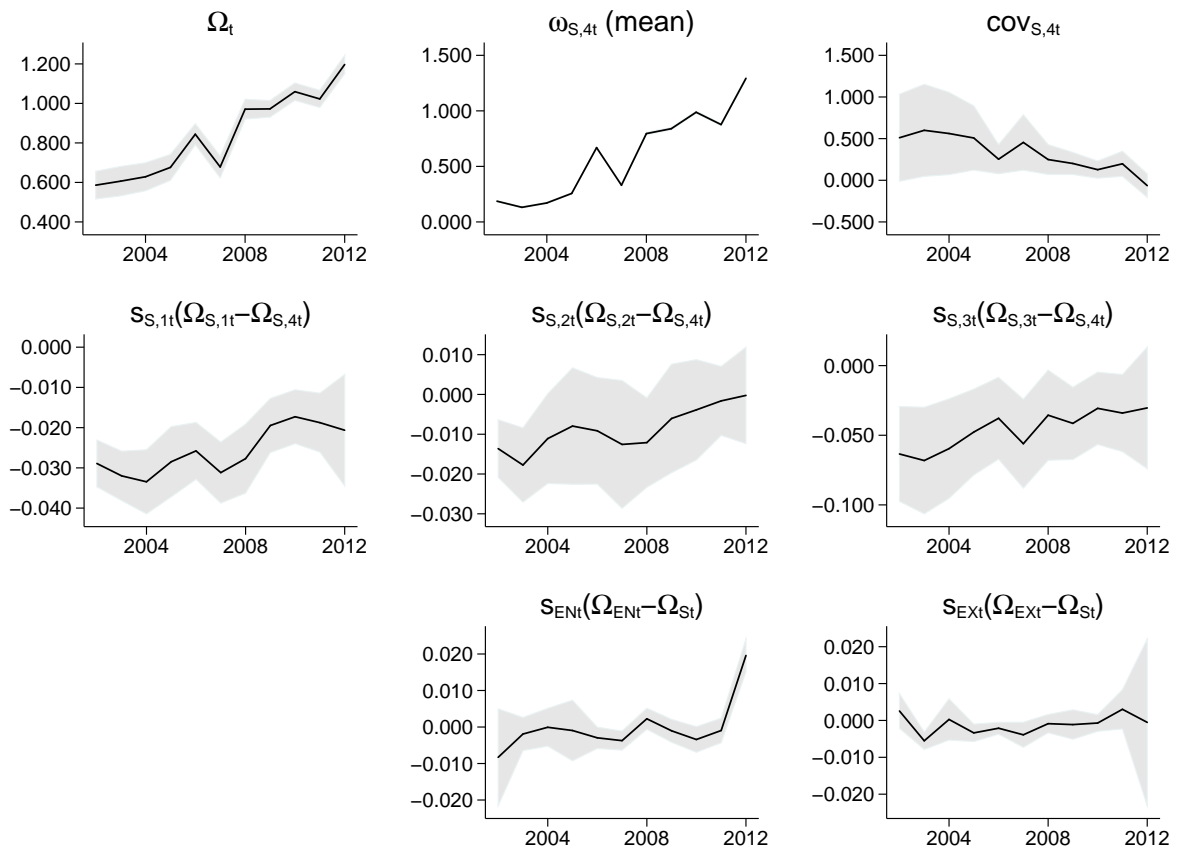 Ωt
1.200
1.000
0.800
0.600
0.400
2004 2008 2012
ωS,4t (mean)
1.500
1.000
0.500
0.000
2004 2008 2012
covS,4t
1.500
1.000
0.500
0.000
−0.500
2004 2008 2012
sS,1t(ΩS,1t−ΩS,4t)
0.000
−0.010
−0.020
−0.030
−0.040
2004 2008 2012
sS,2t(ΩS,2t−ΩS,4t)
0.010
0.000
−0.010
−0.020
−0.030
2004 2008 2012
sS,3t(ΩS,3t−ΩS,4t)
0.000
−0.050
−0.100
2004 2008 2012
sENt(ΩENt−ΩSt)
0.020
0.010
0.000
−0.010
−0.020
2004 2008 2012
sEXt(ΩEXt−ΩSt)
0.020
0.010
0.000
−0.010
−0.020
2004 2008 2012